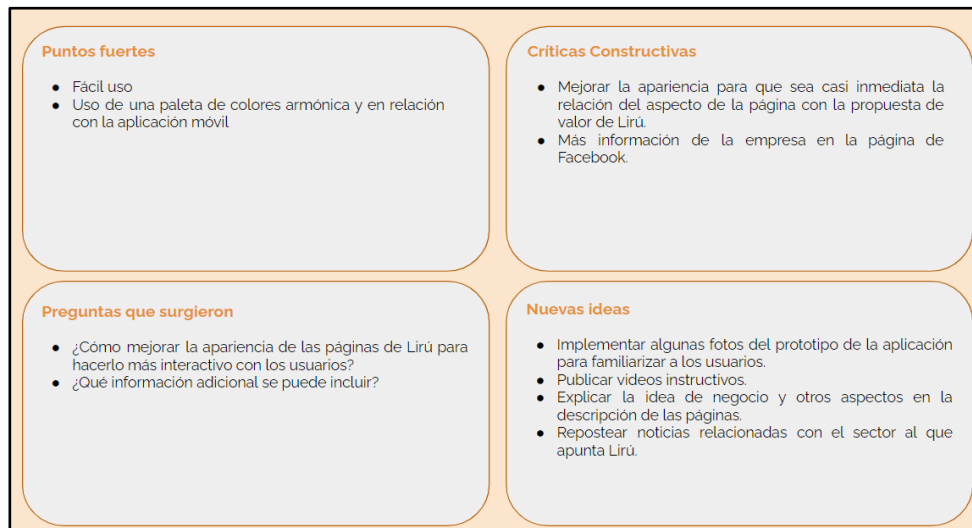 Puntos fuertes
● Fácil uso
● Uso de una paleta de colores armónica y en relación
con la aplicación móvil
Críticas Constructivas
● Mejorar la apariencia para que sea casi inmediata la
relación del aspecto de la página con la propuesta de
valor de Lirú.
● Más información de la empresa en la página de
Facebook.
Preguntas que surgieron
● ¿Cómo mejorar la apariencia de las páginas de Lirú para
hacerlo más interactivo con los usuarios?
● ¿Qué información adicional se puede incluir?
Nuevas ideas
● Implementar algunas fotos del prototipo de la aplicación
para familiarizar a los usuarios.
● Publicar videos instructivos.
● Explicar la idea de negocio y otros aspectos en la
descripción de las páginas.
● Repostear noticias relacionadas con el sector al que
apunta Lirú.